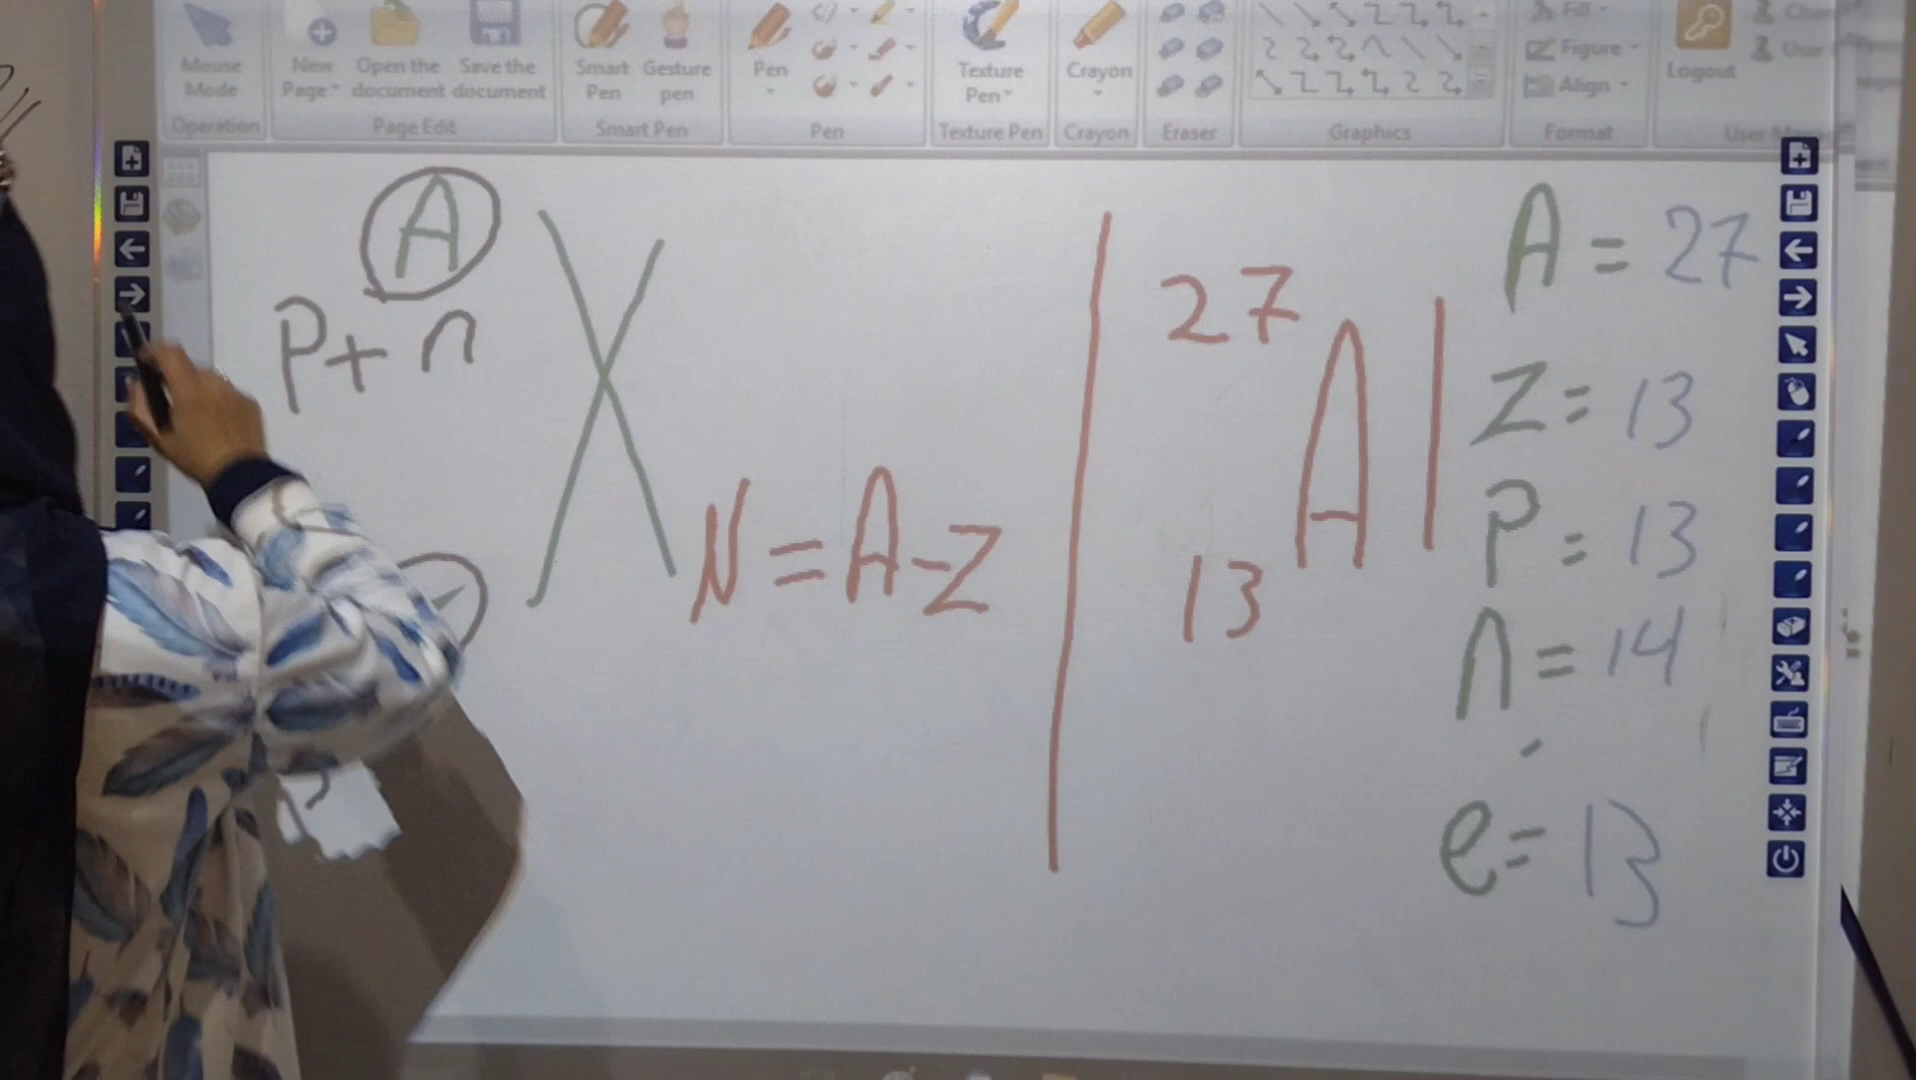 Mouse Mode
New Page
Open the document
Save the document
Smart Pen
Gesture pen
Pen
Texture Pen
Crayon
Fill
Figure
Align
Logout
Operation
Page Edit
Smart Pen
Pen
Texture Pen
Crayon
Eraser
Graphics
Format
A
P+n
X
N=A-Z
27
13
Al
A = 27
Z = 13
P = 13
n = 14
e = 13